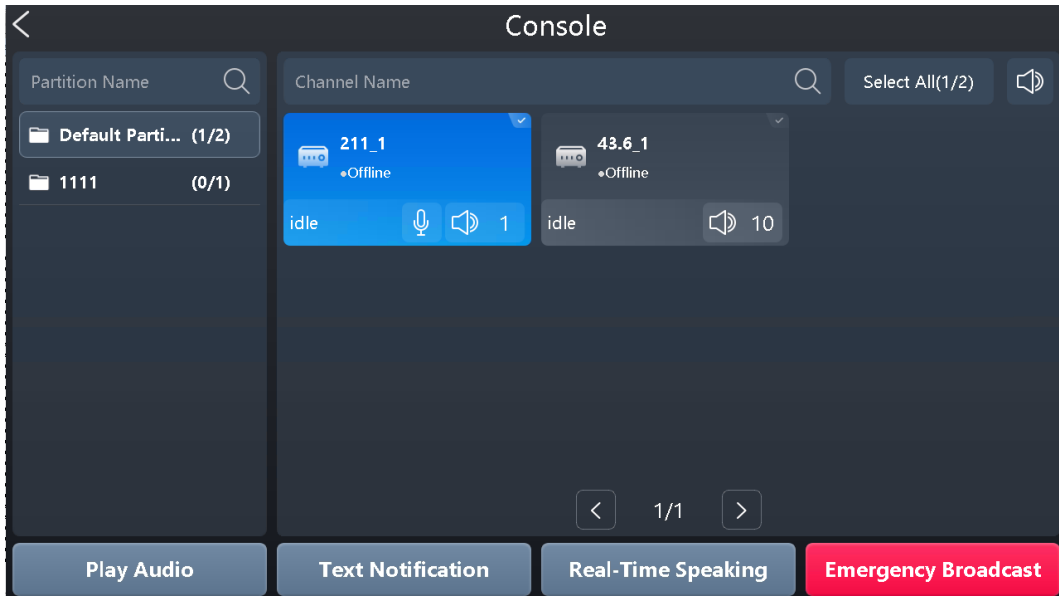 Console
Partition Name
Channel Name
Select All(1/2)
Default Parti... (1/2)
1111 (0/1)
211_1
Offline
idle
1
43.6_1
Offline
idle
10
1/1
Play Audio
Text Notification
Real-Time Speaking
Emergency Broadcast